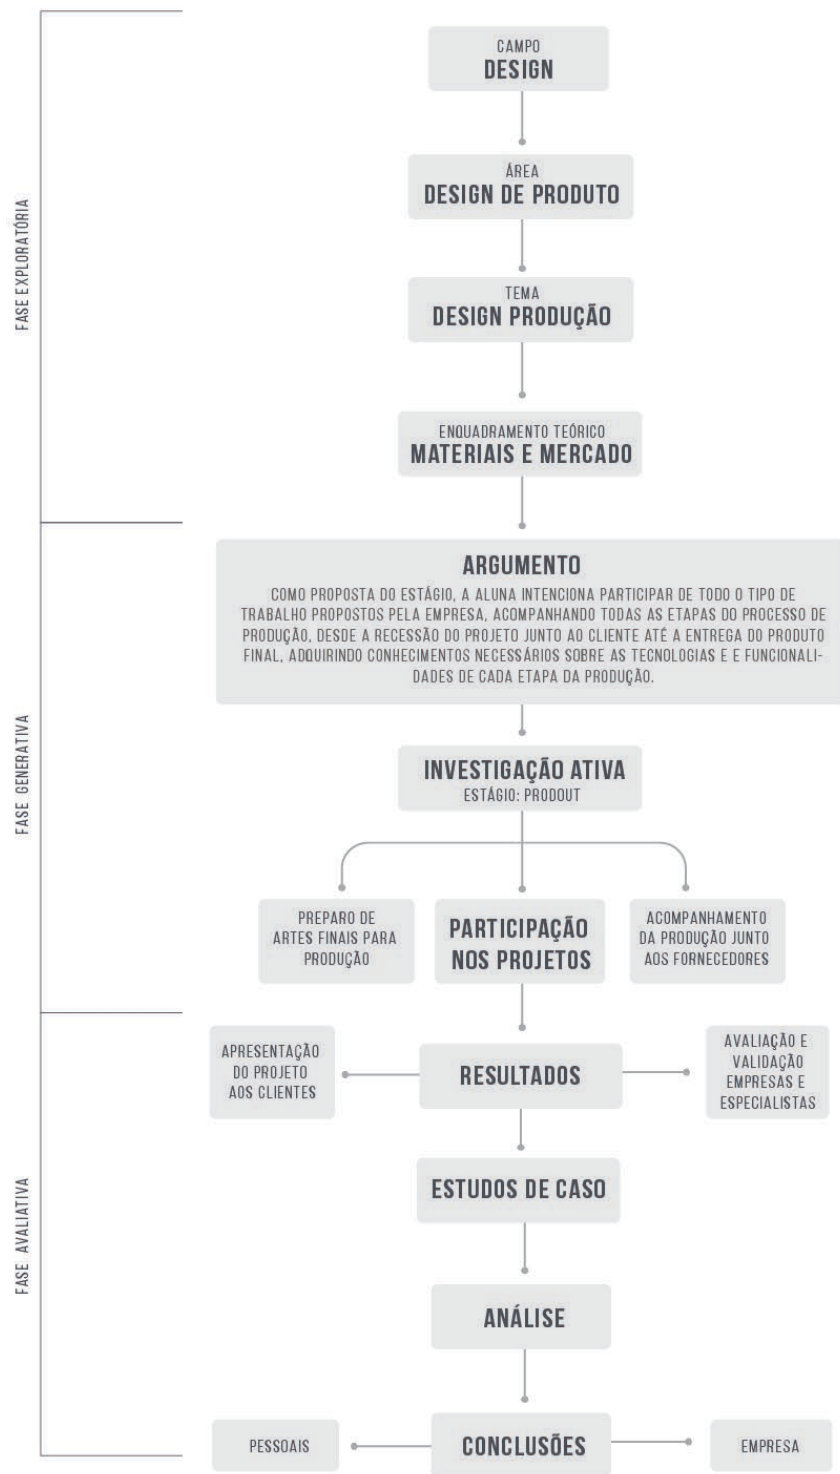 FASE EXPLORATÓRIA
CAMPO
DESIGN
ÁREA
DESIGN DE PRODUTO
TEMA
DESIGN PRODUÇÃO
ENQUADRAMENTO TEÓRICO
MATERIAIS E MERCADO
FASE GENERATIVA
ARGUMENTO
COMO PROPOSTA DO ESTÁGIO, A ALUNA INTENCIONA PARTICIPAR DE TODO O TIPO DE
TRABALHO PROPOSTOS PELA EMPRESA, ACOMPANHANDO TODAS AS ETAPAS DO PROCESSO DE
PRODUÇÃO, DESDE A RECESSÃO DO PROJETO JUNTO AO CLIENTE ATÉ A ENTREGA DO PRODUTO
FINAL, ADQUIRINDO CONHECIMENTOS NECESSÁRIOS SOBRE AS TECNOLOGIAS E E FUNCIONALI-
DADES DE CADA ETAPA DA PRODUÇÃO.
INVESTIGAÇÃO ATIVA
ESTÁGIO: PRODOUT
PREPARO DE
ARTES FINAIS PARA
PRODUÇÃO
PARTICIPAÇÃO
NOS PROJETOS
ACOMPANHAMENTO
DA PRODUÇÃO JUNTO
AOS FORNECEDORES
FASE AVALIATIVA
APRESENTAÇÃO
DO PROJETO
AOS CLIENTES
RESULTADOS
AVALIAÇÃO E
VALIDAÇÃO
EMPRESAS E
ESPECIALISTAS
ESTUDOS DE CASO
ANÁLISE
PESSOAIS
CONCLUSÕES
EMPRESA